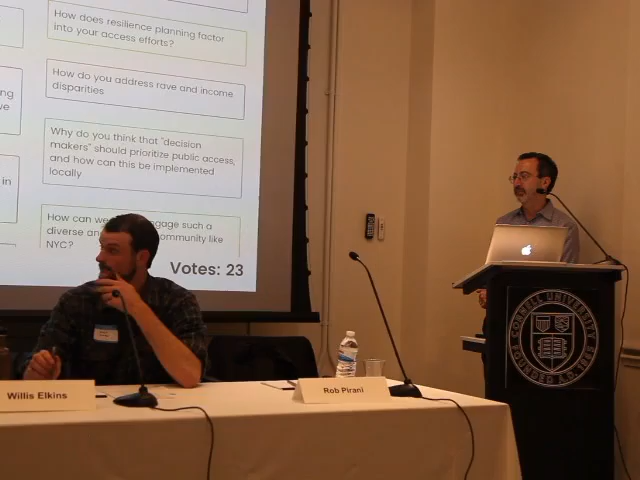 How does resilience planning factor
into your access efforts?
How do you address rave and income
disparities
Why do you think that "decision
makers" should prioritize public access,
and how can this be implemented
locally
in
How can we engage such a
diverse an community like
NYC?
Votes: 23
Willis Elkins
Rob Pirani
CORNELL UNIVERSITY
FOUNDED A.D. 1865